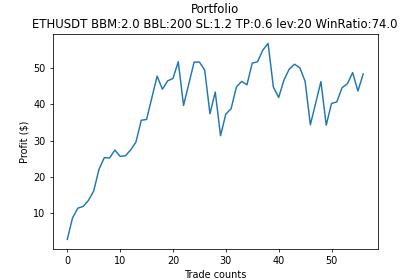 Portfolio
ETHUSDT BBM:2.0 BBL:200 SL:1.2 TP:0.6 lev:20 WinRatio:74.0
Profit ($)
50
40
30
20
10
0 10 20 30 40 50
Trade counts